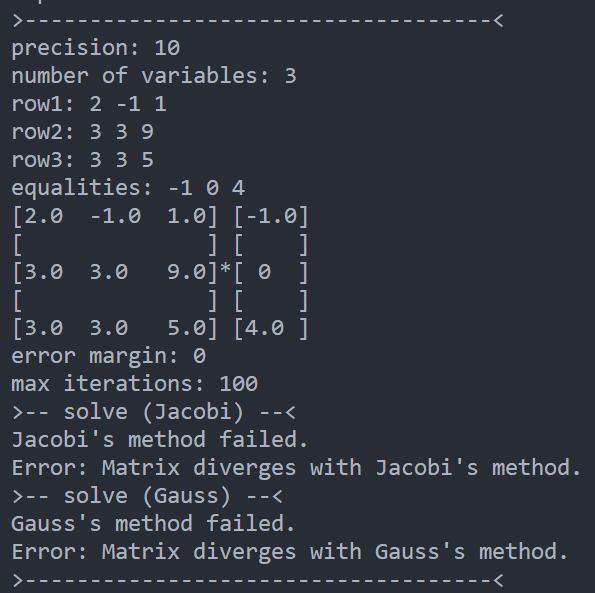 >-----------------------------------<
precision: 10
number of variables: 3
row1: 2 -1 1
row2: 3 3 9
row3: 3 3 5
equalities: -1 0 4
[2.0  -1.0  1.0] [-1.0]
[              ] [    ]
[3.0  3.0   9.0]*[ 0  ]
[              ] [    ]
[3.0  3.0   5.0] [4.0 ]
error margin: 0
max iterations: 100
>-- solve (Jacobi) --<
Jacobi's method failed.
Error: Matrix diverges with Jacobi's method.
>-- solve (Gauss) --<
Gauss's method failed.
Error: Matrix diverges with Gauss's method.
>-----------------------------------<